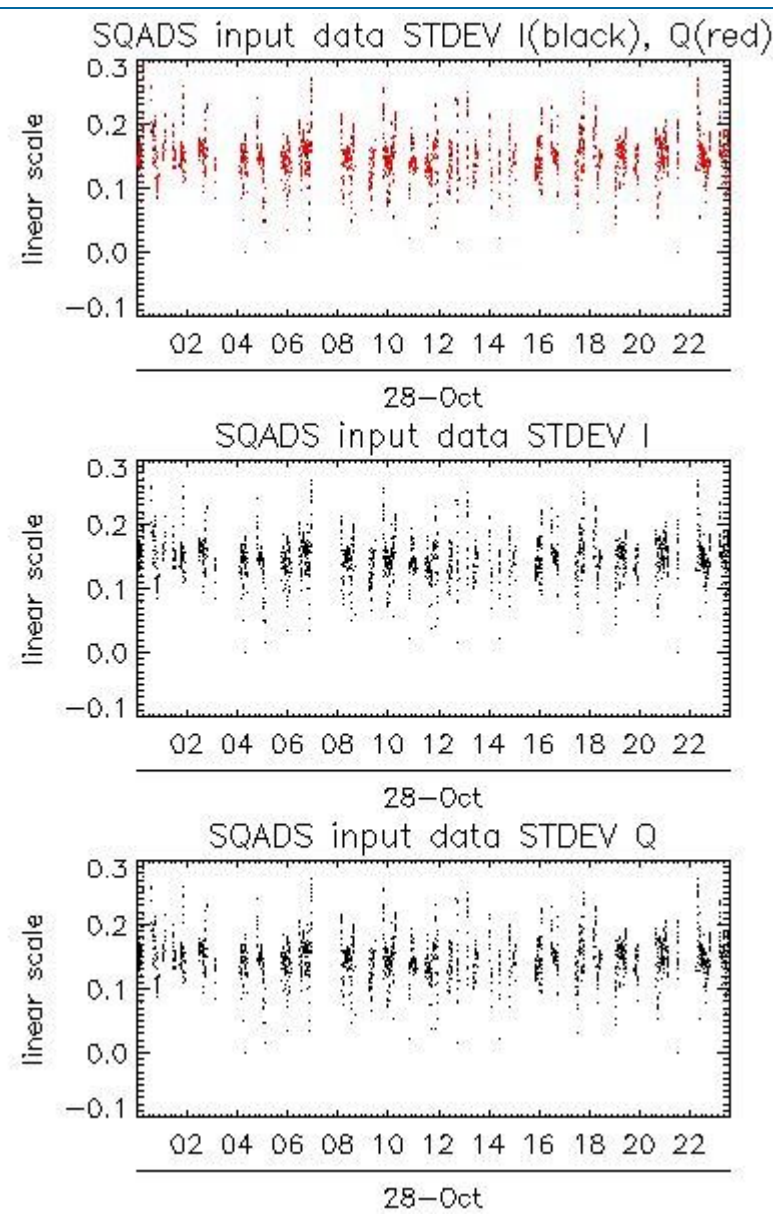 SQADS input data STDEV I(black), Q(red)
0.3
0.2
0.1
0.0
−0.1
linear scale
02 04 06 08 10 12 14 16 18 20 22
28−Oct
SQADS input data STDEV I
0.3
0.2
0.1
0.0
−0.1
linear scale
02 04 06 08 10 12 14 16 18 20 22
28−Oct
SQADS input data STDEV Q
0.3
0.2
0.1
0.0
−0.1
linear scale
02 04 06 08 10 12 14 16 18 20 22
28−Oct